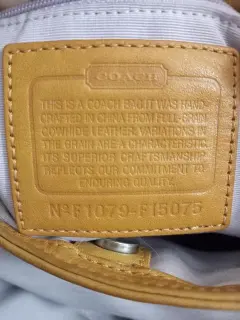 COACH
THIS IS A COACH BAG. IT WAS HAND-
CRAFTED IN CHINA FROM FULL-GRAIN
COWHIDE LEATHER. VARIATIONS IN
THE GRAIN ARE A CHARACTERISTIC.
ITS SUPERIOR CRAFTSMANSHIP
REFLECTS OUR COMMITMENT TO
ENDURING QUALITY.
Nº F1079-F15075